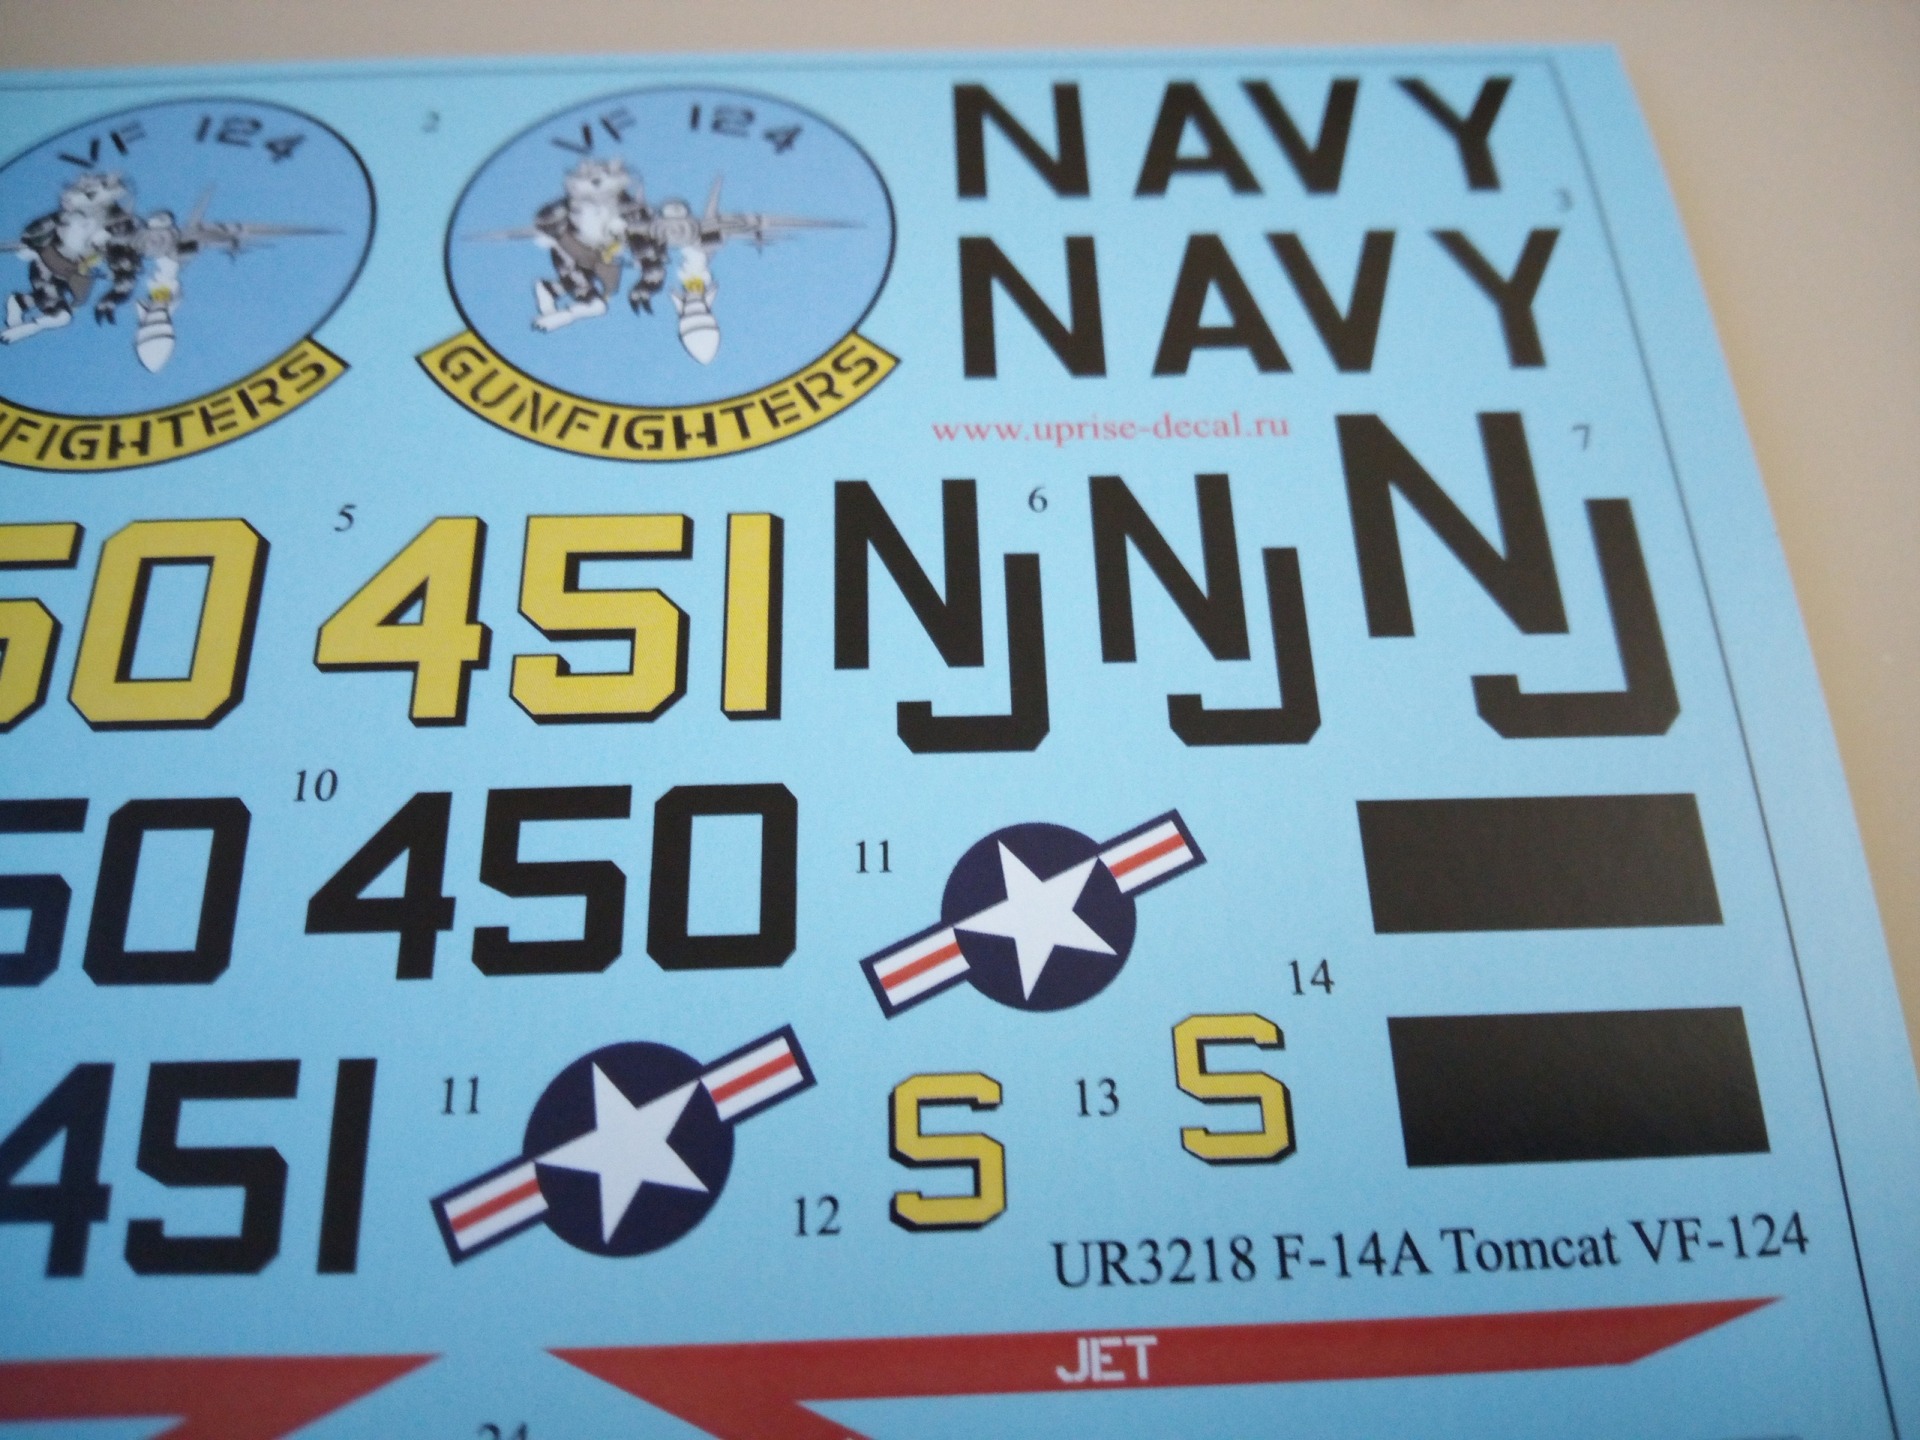 VF 124
2
VF 124
NAVY
3
NAVY
GUNFIGHTERS
FIGHTERS
www.uprise-decal.ru
7
50
5
451
NJ
6
NJ
NJ
50
10
450
11
14
451
11
12
S
13
S
UR3218 F-14A Tomcat VF-124
JET